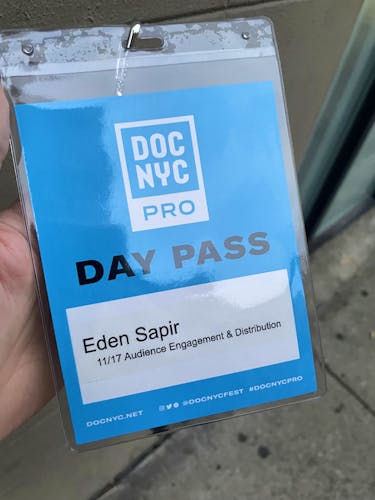 DOC
NYC
PRO
DAY PASS
Eden Sapir
11/17 Audience Engagement & Distribution
DOCNYC.NET @DOCNYCFEST #DOCNYCPRO